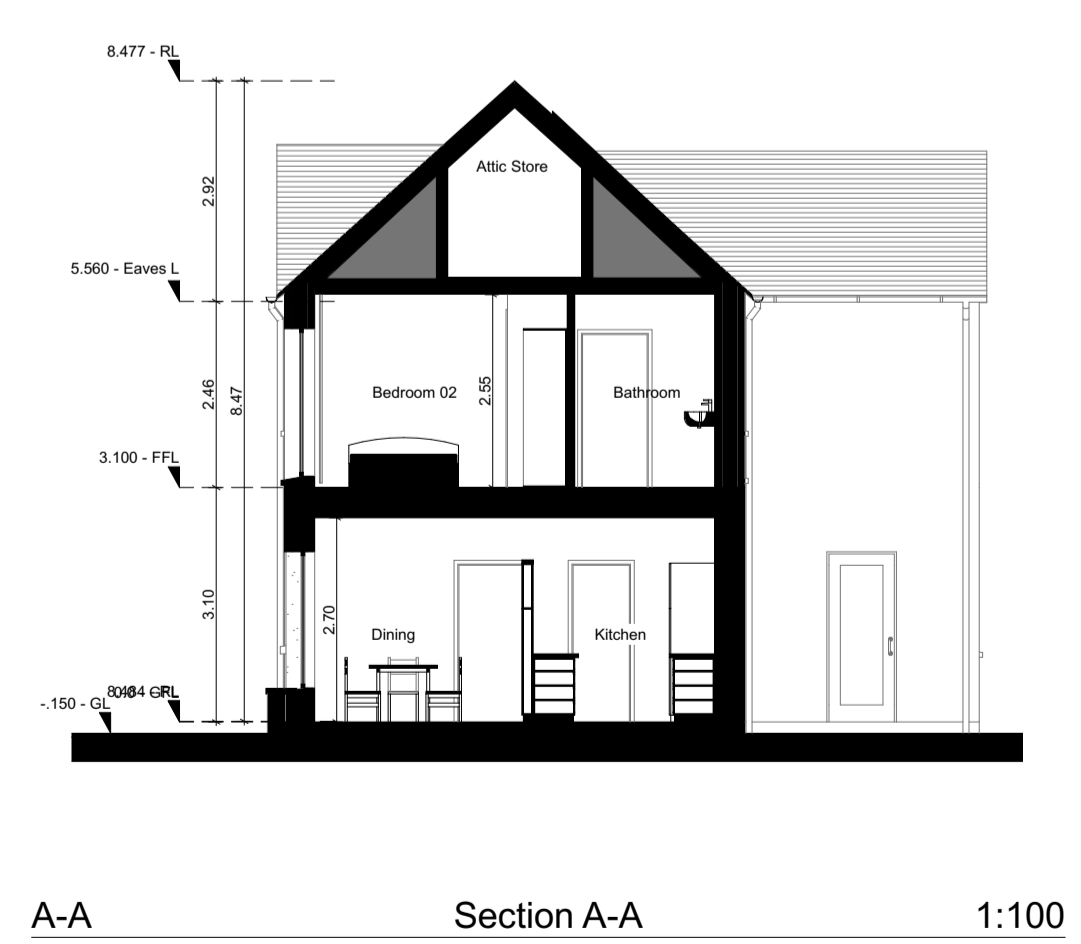 8.477 - RL
2.92
Attic Store
5.560 - Eaves L
2.46
8.47
Bedroom 02
2.55
Bathroom
3.100 - FFL
3.10
2.70
Dining
Kitchen
-.150 - GL
A-A Section A-A 1:100